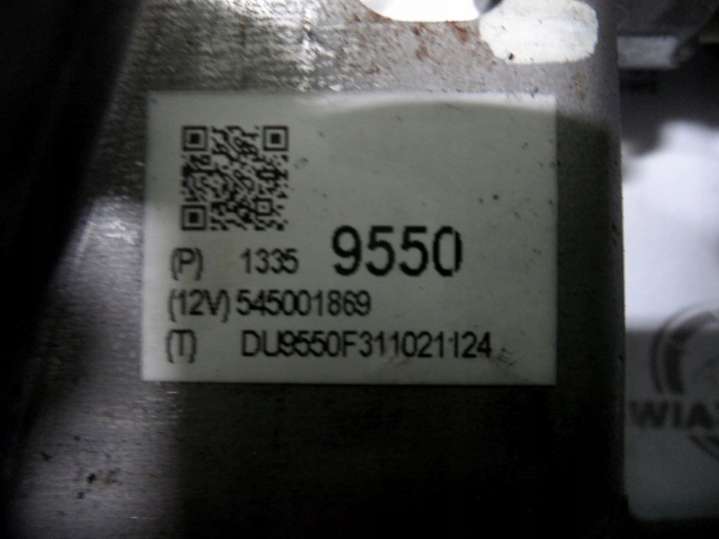 (P) 1335 9550
(12V) 545001869
(T) DU9550F311021124